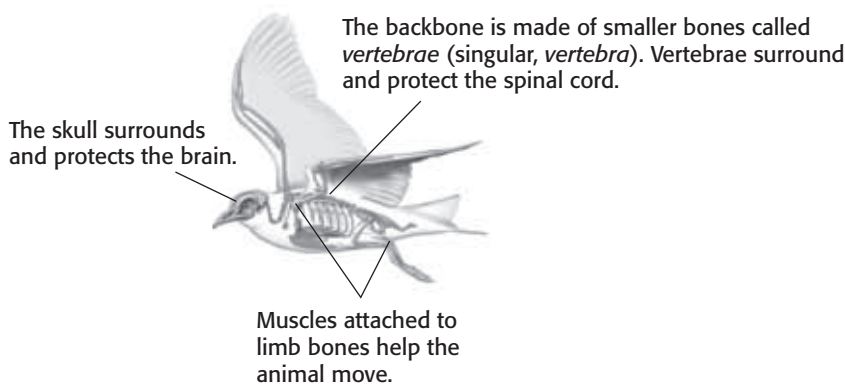 The backbone is made of smaller bones called
vertebrae (singular, vertebra). Vertebrae surround
and protect the spinal cord.
The skull surrounds
and protects the brain.
Muscles attached to
limb bones help the
animal move.